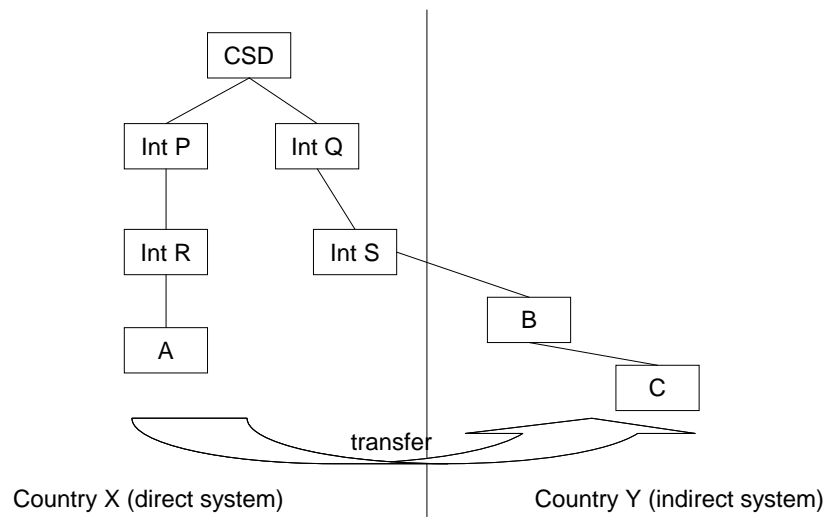 CSD
Int P
Int Q
Int R
Int S
B
A
C
transfer
Country X (direct system)
Country Y (indirect system)